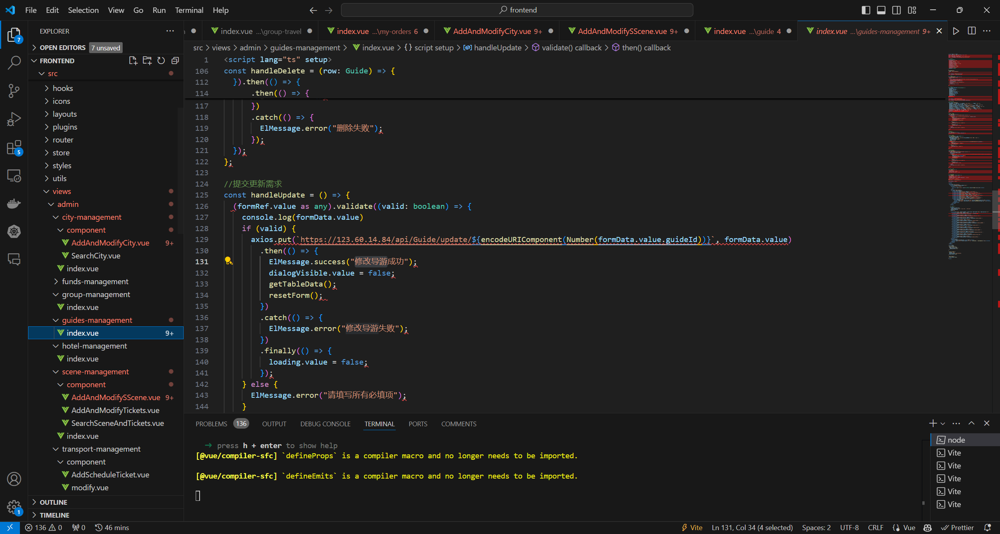 File Edit Selection View Go Run Terminal Help
frontend
EXPLORER
OPEN EDITORS 7 unsaved
FRONTEND
src
hooks
icons
layouts
plugins
router
store
styles
utils
views
admin
city-management
component
AddAndModifyCity.vue 9+
SearchCity.vue
index.vue
funds-management
group-management
index.vue
guides-management
index.vue 9+
hotel-management
index.vue
scene-management
component
AddAndModifySScene.vue 9+
AddAndModifyTickets.vue
SearchSceneAndTickets.vue
index.vue
transport-management
component
AddScheduleTicket.vue
modify.vue
OUTLINE
TIMELINE
7
5
1
index.vue ...\group-travel
index.vue ...\my-orders 6
AddAndModifyCity.vue 9+
AddAndModifySScene.vue 9+
index.vue ...\guide 4
index.vue ...\guides-management 9+
src > views > admin > guides-management > index.vue > {} script setup > handleUpdate > validate() callback > then() callback
1 <script lang="ts" setup>
106 const handleDelete = (row: Guide) => {
112 }).then(() => {
114 .then(() => {
117 })
118 .catch(() => {
119 ElMessage.error("删除失败");
120 });
121 });
122 };
123
124 //提交更新需求
125 const handleUpdate = () => {
126 (formRef.value as any).validate((valid: boolean) => {
127 console.log(formData.value)
128 if (valid) {
129 axios.put(`https://123.60.14.84/api/Guide/update/${encodeURIComponent(Number(formData.value.guideId))}`, formData.value)
130 .then(() => {
131 ElMessage.success("修改导游成功");
132 dialogVisible.value = false;
133 getTableData();
134 resetForm();
135 })
136 .catch(() => {
137 ElMessage.error("修改导游失败");
138 })
139 .finally(() => {
140 loading.value = false;
141 });
142 } else {
143 ElMessage.error("请填写所有必填项");
144 }
PROBLEMS 136 OUTPUT DEBUG CONSOLE TERMINAL PORTS COMMENTS
➜ press h + enter to show help
[@vue/compiler-sfc] `defineProps` is a compiler macro and no longer needs to be imported.
[@vue/compiler-sfc] `defineEmits` is a compiler macro and no longer needs to be imported.
node
Vite
Vite
Vite
Vite
Vite
136 0 0 46 mins
Vite Ln 131, Col 34 (4 selected) Spaces: 2 UTF-8 CRLF Vue Prettier